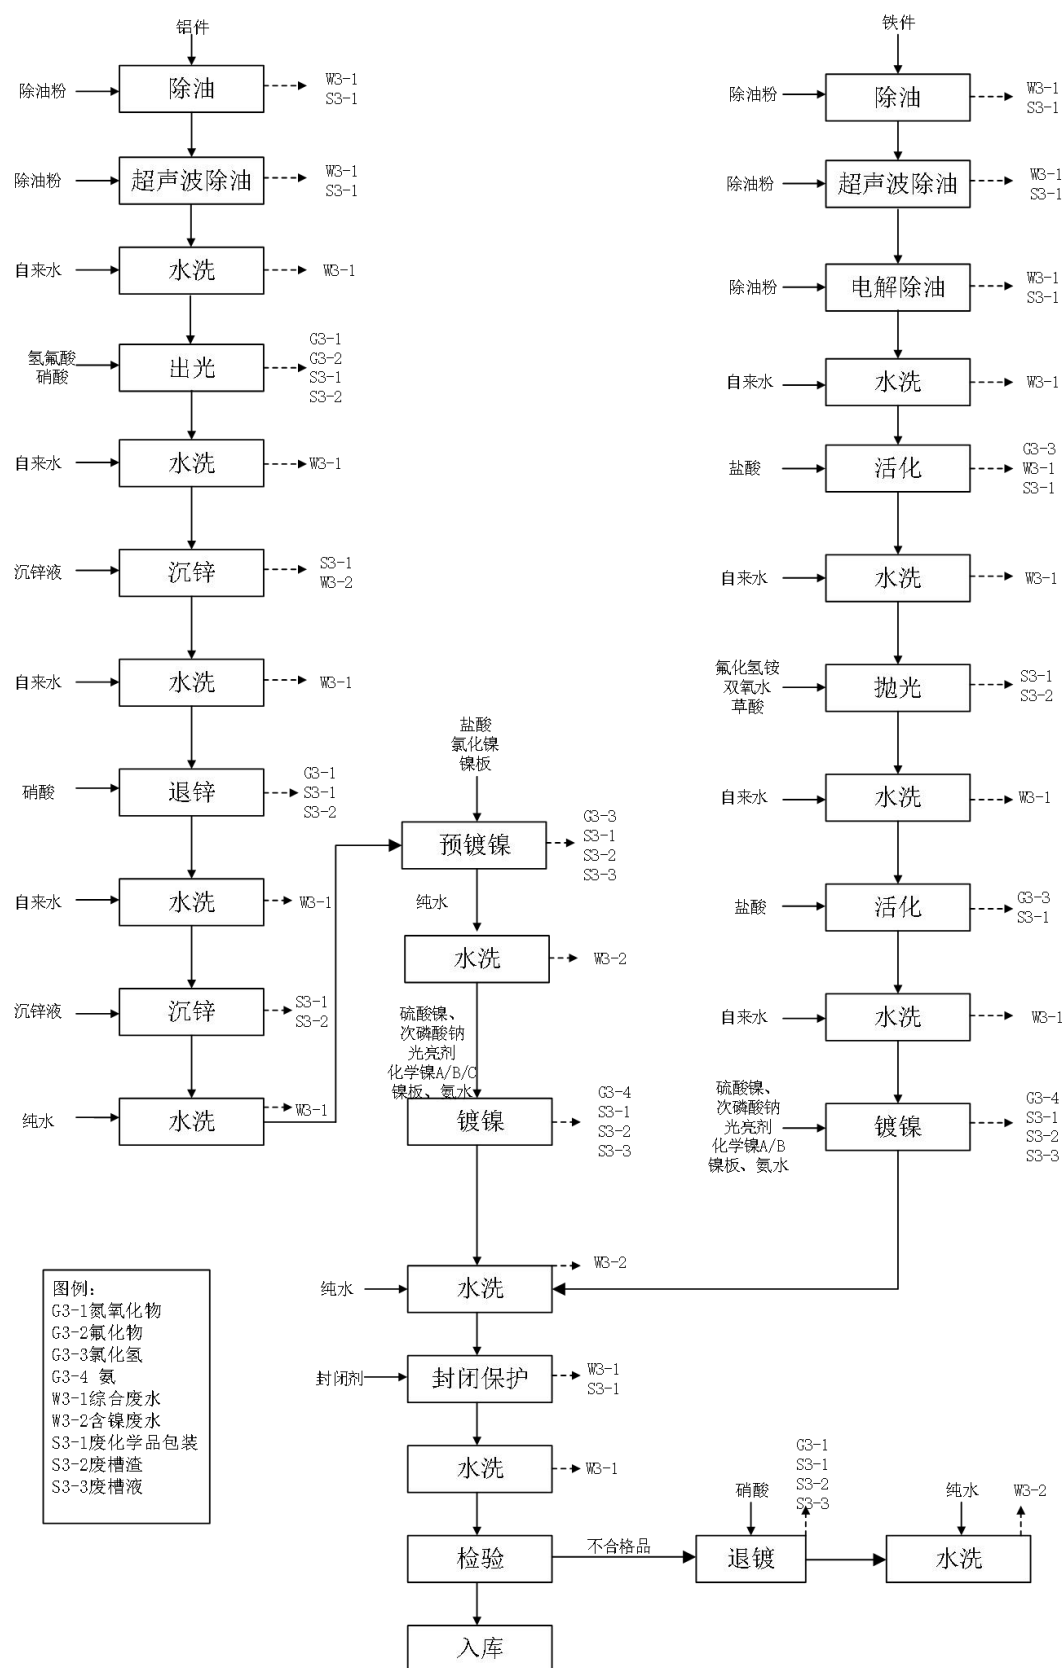 铝件
除油粉
除油
W3-1
S3-1
除油粉
超声波除油
W3-1
S3-1
自来水
水洗
W3-1
氢氟酸
硝酸
出光
G3-1
G3-2
S3-1
S3-2
自来水
水洗
W3-1
沉锌液
沉锌
S3-1
W3-2
自来水
水洗
W3-1
硝酸
退锌
G3-1
S3-1
S3-2
自来水
水洗
W3-1
沉锌液
沉锌
S3-1
S3-2
纯水
水洗
W3-1
盐酸
氯化镍
镍板
预镀镍
G3-3
S3-1
S3-2
S3-3
纯水
水洗
W3-2
硫酸镍、
次磷酸钠
光亮剂
化学镍A/B/C
镍板、氨水
镀镍
G3-4
S3-1
S3-2
S3-3
铁件
除油粉
除油
W3-1
S3-1
除油粉
超声波除油
W3-1
S3-1
除油粉
电解除油
W3-1
S3-1
自来水
水洗
W3-1
盐酸
活化
G3-3
W3-1
S3-1
自来水
水洗
W3-1
氟化氢铵
双氧水
草酸
抛光
S3-1
S3-2
自来水
水洗
W3-1
盐酸
活化
G3-3
S3-1
自来水
水洗
W3-1
硫酸镍、
次磷酸钠
光亮剂
化学镍A/B
镍板、氨水
镀镍
G3-4
S3-1
S3-2
S3-3
纯水
水洗
W3-2
封闭剂
封闭保护
W3-1
S3-1
水洗
W3-1
检验
不合格品
硝酸
退镀
G3-1
S3-1
S3-2
S3-3
纯水
水洗
W3-2
入库
图例:
G3-1氮氧化物
G3-2氟化物
G3-3氯化氢
G3-4 氨
W3-1综合废水
W3-2含镍废水
S3-1废化学品包装
S3-2废槽渣
S3-3废槽液